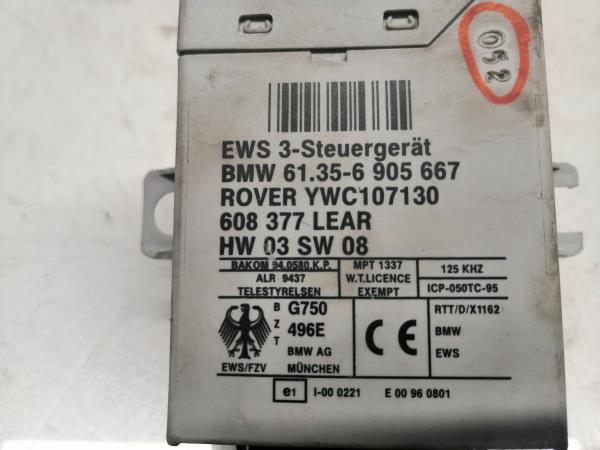 052
EWS 3-Steuergerät
BMW 61.35-6 905 667
ROVER YWC107130
608 377 LEAR
HW 03 SW 08
BAKOM 94.0580.K.P.
ALR 9437
TELESTYRELSEN
MPT 1337
W.T.LICENCE
EXEMPT
125 KHZ
ICP-050TC-95
EWS/FZV
B Z T
G750
496E
BMW AG
MÜNCHEN
CE
RTT/D/X1162
BMW
EWS
e1
I-00 0221
E 00 96 0801